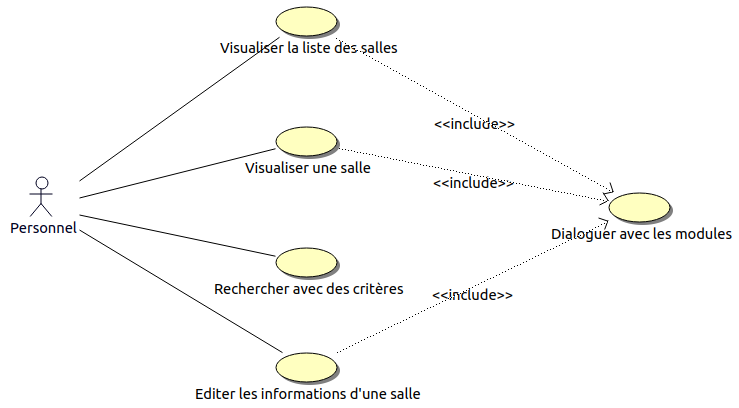 Visualiser la liste des salles
<<include>>
Visualiser une salle
<<include>>
Personnel
Dialoguer avec les modules
Rechercher avec des critères
<<include>>
Editer les informations d'une salle